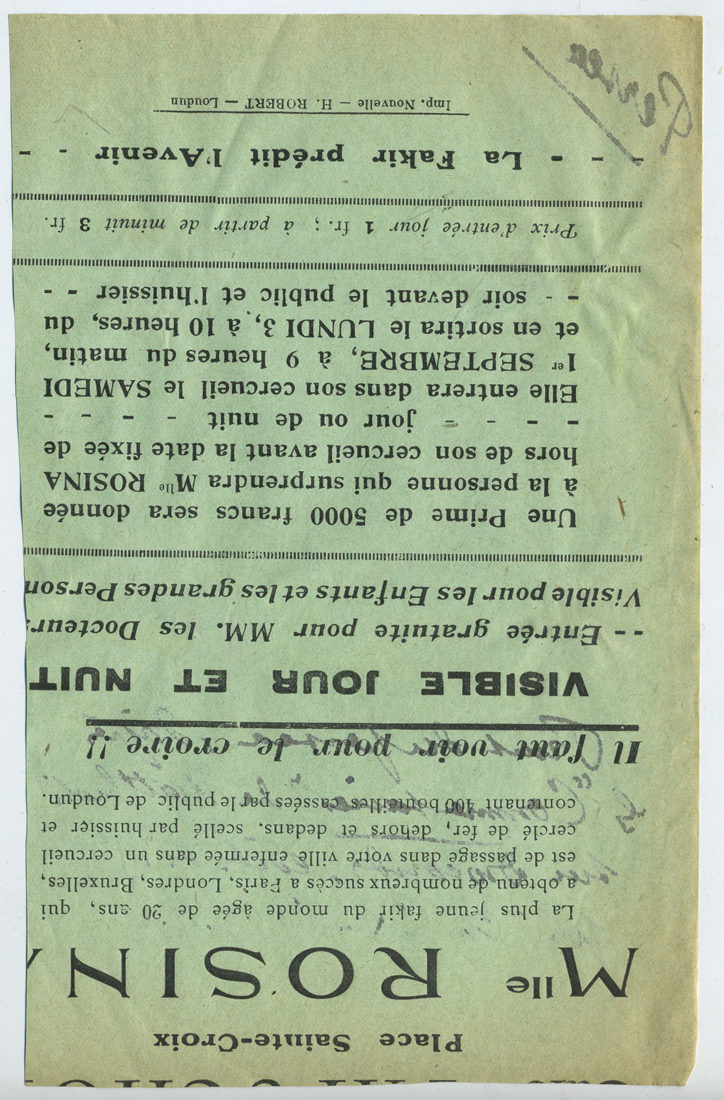 Place Sainte-Croix
Mlle ROSINA
La plus jeune fakir du monde âgée de 20 ans, qui
a obtenu de nombreux succès a Paris, Londres, Bruxelles,
est de passage dans votre ville enfermée dans un cercueil
cerclé de fer, dehors et dedans, scellé par huissier et
contenant 400 bouteilles cassées par le public de Loudun.
Il faut voir pour le croire !!
VISIBLE JOUR ET NUIT
- - Entrée gratuite pour MM. les Docteurs
Visible pour les Enfants et les grandes Person
Une Prime de 5000 francs sera donnée
à la personne qui surprendra Mlle ROSINA
hors de son cercueil avant la date fixée de
- - - - jour ou de nuit - - - -
Elle entrera dans son cercueil le SAMEDI
1er SEPTEMBRE, à 9 heures du matin,
et en sortira le LUNDI 3, à 10 heures, du
- - soir devant le public et l'huissier - -
Prix d'entrée jour 1 fr. ; à partir de minuit 3 fr.
- - - La Fakir prédit l'Avenir - -
Imp. Nouvelle — H. ROBERT — Loudun